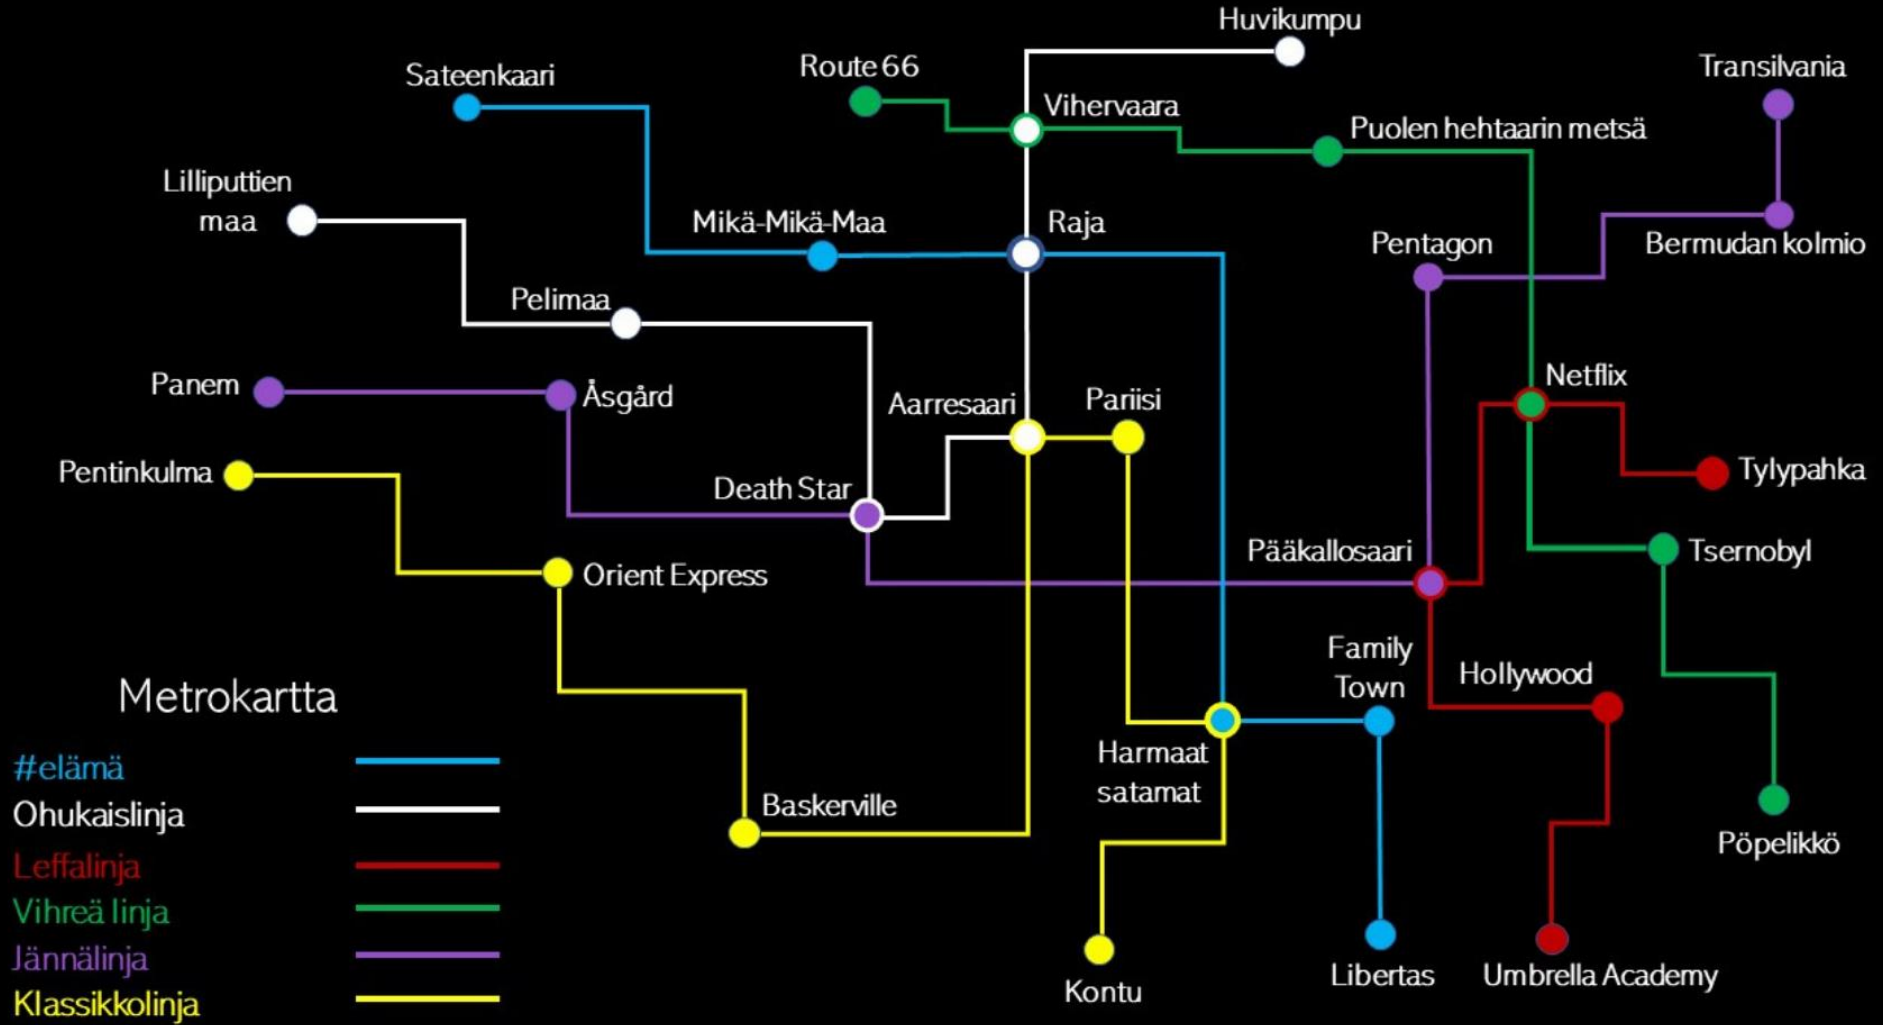 Huvikumpu
Route 66
Transilvania
Sateenkaari
Vihervaara
Puolen hehtaarin metsä
Lilliputtien
maa
Mikä-Mikä-Maa
Raja
Pentagon
Bermudan kolmio
Pelimaa
Netflix
Panem
Åsgård
Aarresaari
Pariisi
Pentinkulma
Tylypahka
Death Star
Pääkallosaari
Tsernobyl
Orient Express
Family
Town
Hollywood
Metrokartta
Harmaat
satamat
#elämä
Baskerville
Ohukaislinja
Pöpelikkö
Leffalinja
Vihreä linja
Jännälinja
Libertas
Umbrella Academy
Kontu
Klassikkolinja